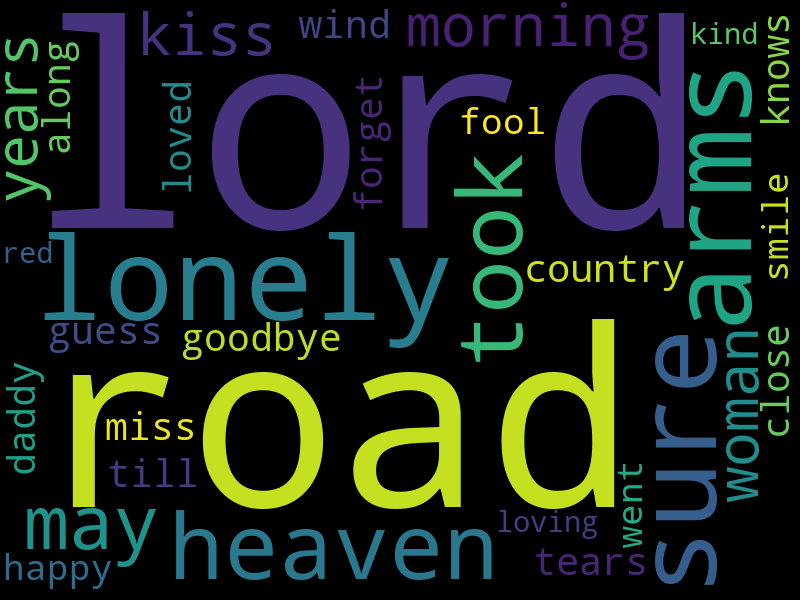 kiss
wind
morning
kind
knows
years
along
lord
loved
forget
fool
arms
took
smile
red
lonely
country
guess
goodbye
sure
woman
close
daddy
road
miss
till
may
heaven
loving
went
happy
tears